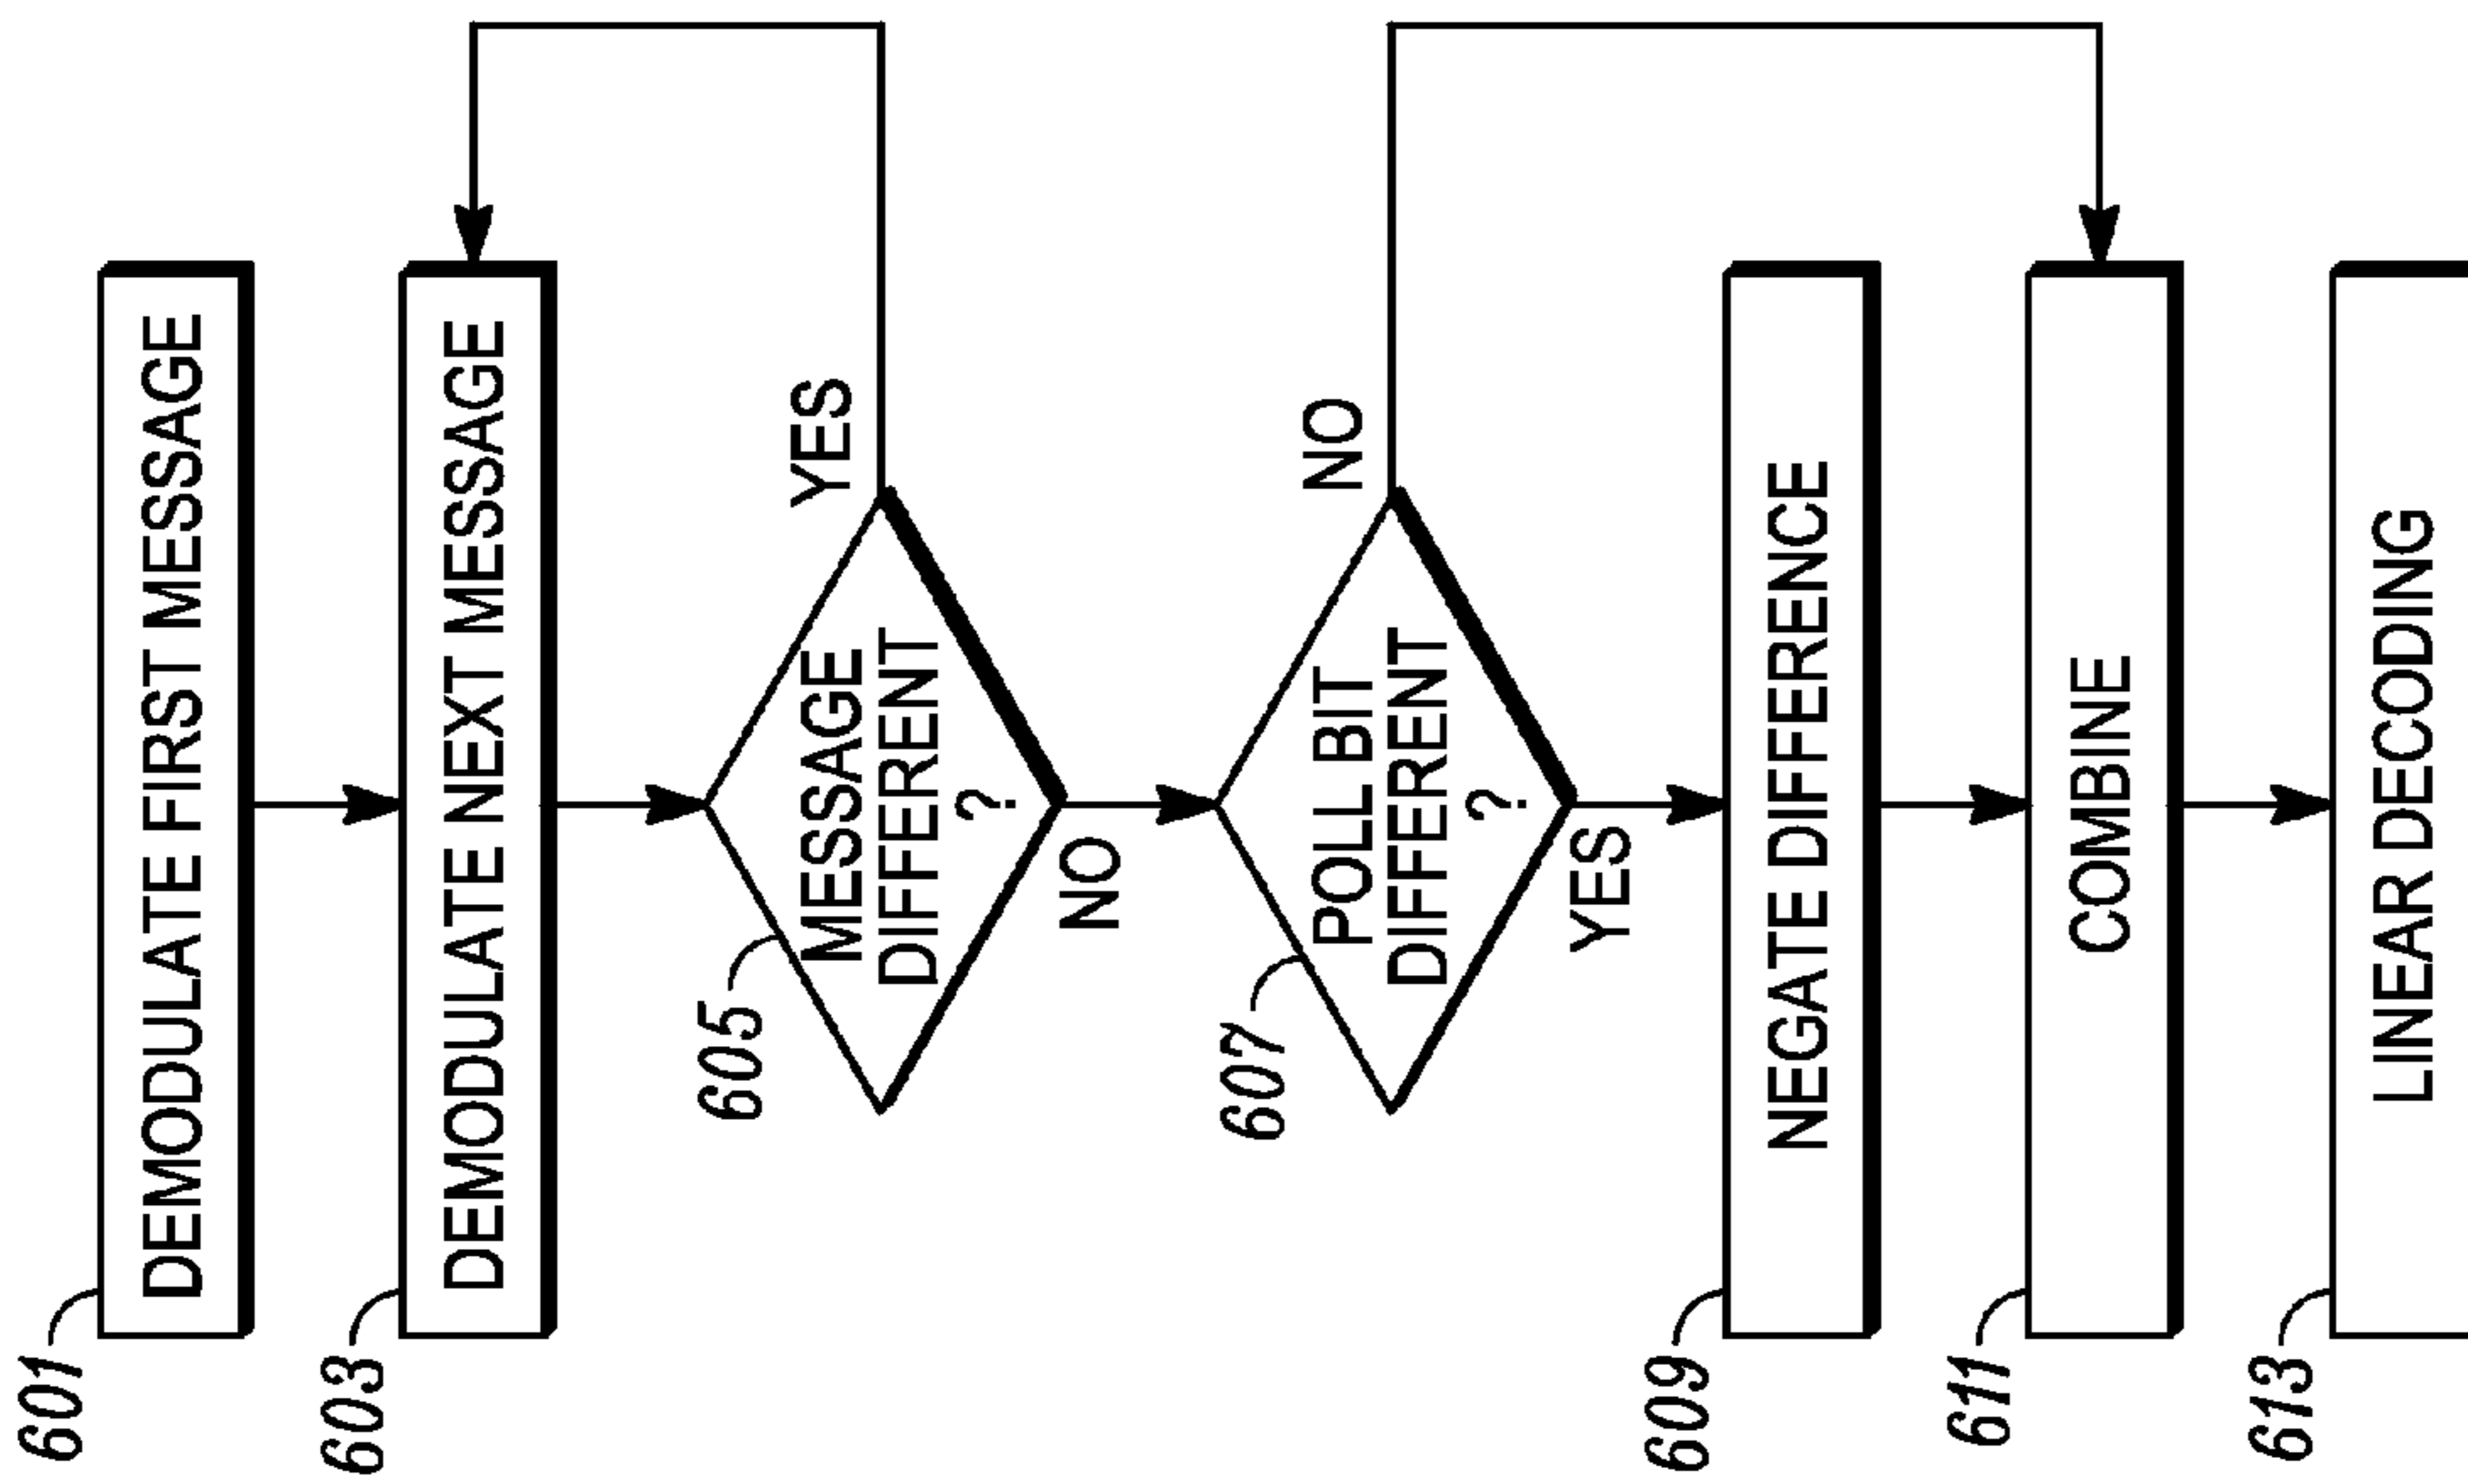 601
DEMODULATE FIRST MESSAGE
603
DEMODULATE NEXT MESSAGE
605
MESSAGE
DIFFERENT
?
YES
NO
607
POLL BIT
DIFFERENT
?
NO
YES
609
NEGATE DIFFERENCE
611
COMBINE
613
LINEAR DECODING